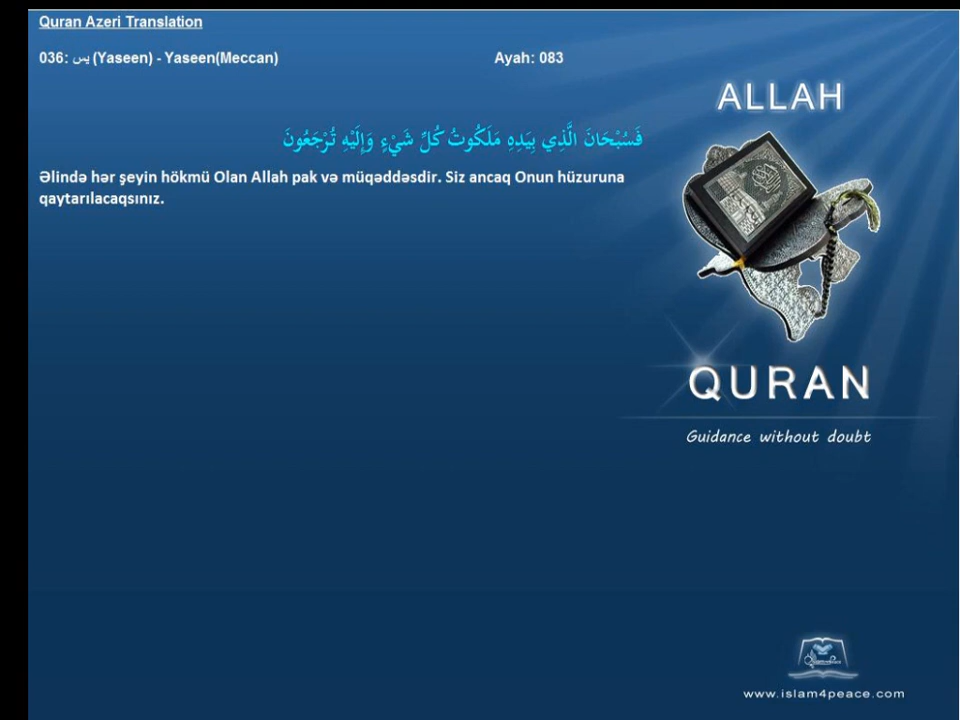 Quran Azeri Translation
036: يس (Yaseen) - Yaseen(Meccan) Ayah: 083
ALLAH
فَسُبْحَانَ الَّذِي بِيَدِهِ مَلَكُوتُ كُلِّ شَيْءٍ وَإِلَيْهِ تُرْجَعُونَ
Əlində hər şeyin hökmü Olan Allah pak və müqəddəsdir. Siz ancaq Onun hüzuruna
qaytarılacaqsınız.
QURAN
Guidance without doubt
www.islam4peace.com